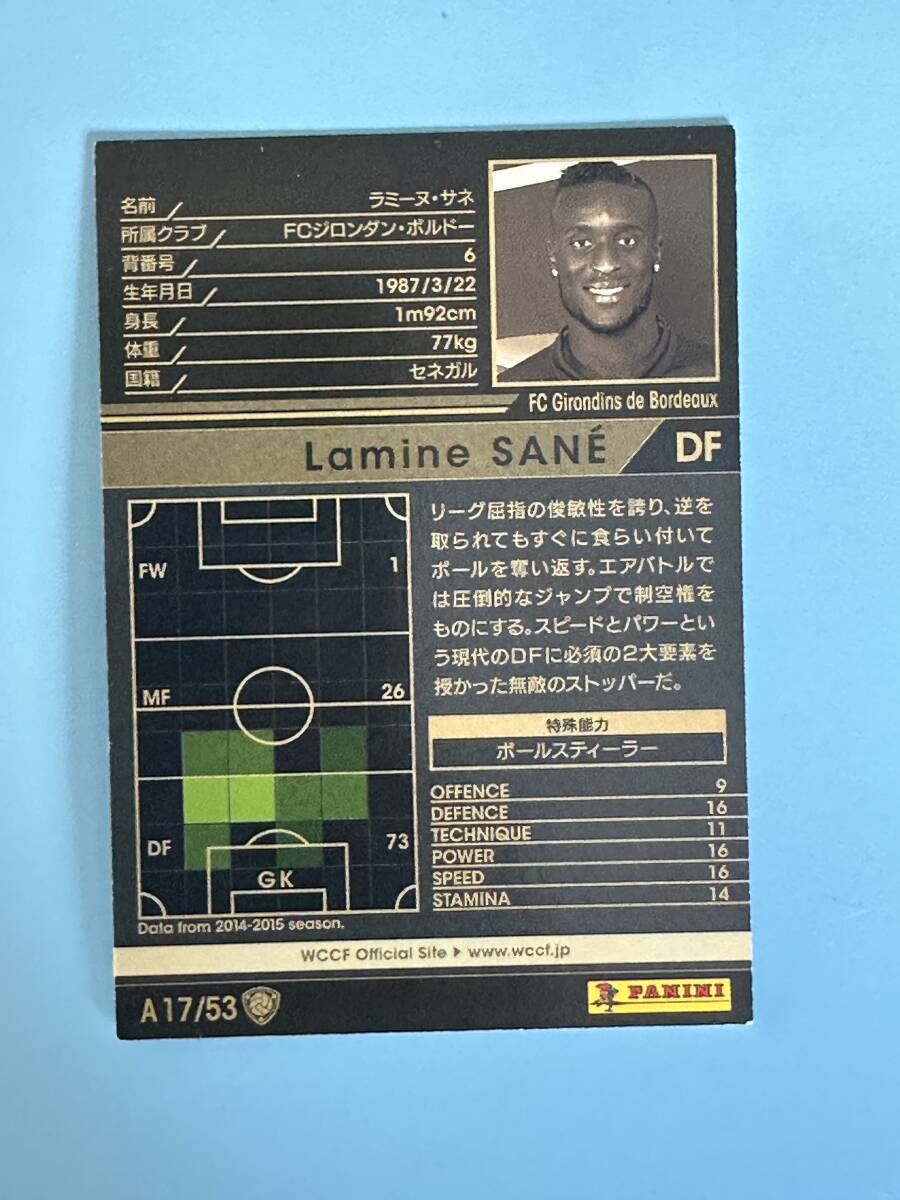 名前 ラミーヌ・サネ
所属クラブ FCジロンダン・ボルドー
背番号 6
生年月日 1987/3/22
身長 1m92cm
体重 77kg
国籍 セネガル
FC Girondins de Bordeaux
Lamine SANÉ DF
FW 1
MF 26
DF 73
GK
Data from 2014-2015 season.
リーグ屈指の俊敏性を誇り、逆を
取られてもすぐに食らい付いて
ボールを奪い返す。エアバトルで
は圧倒的なジャンプで制空権を
ものにする。スピードとパワーとい
う現代のDFに必須の2大要素を
授かった無敵のストッパーだ。
特殊能力
ボールスティーラー
OFFENCE 9
DEFENCE 16
TECHNIQUE 11
POWER 16
SPEED 16
STAMINA 14
WCCF Official Site ▶ www.wccf.jp
A17/53
PANINI